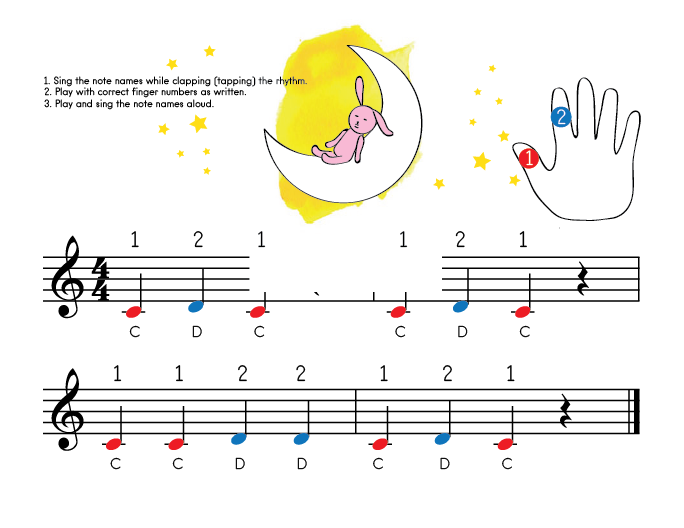 1. Sing the note names while clapping (tapping) the rhythm.
2. Play with correct finger numbers as written.
3. Play and sing the note names aloud.
1 2
1 2 1 1 2 1
4
4
C D C C D C
1 1 2 2 1 2 1
C C D D C D C